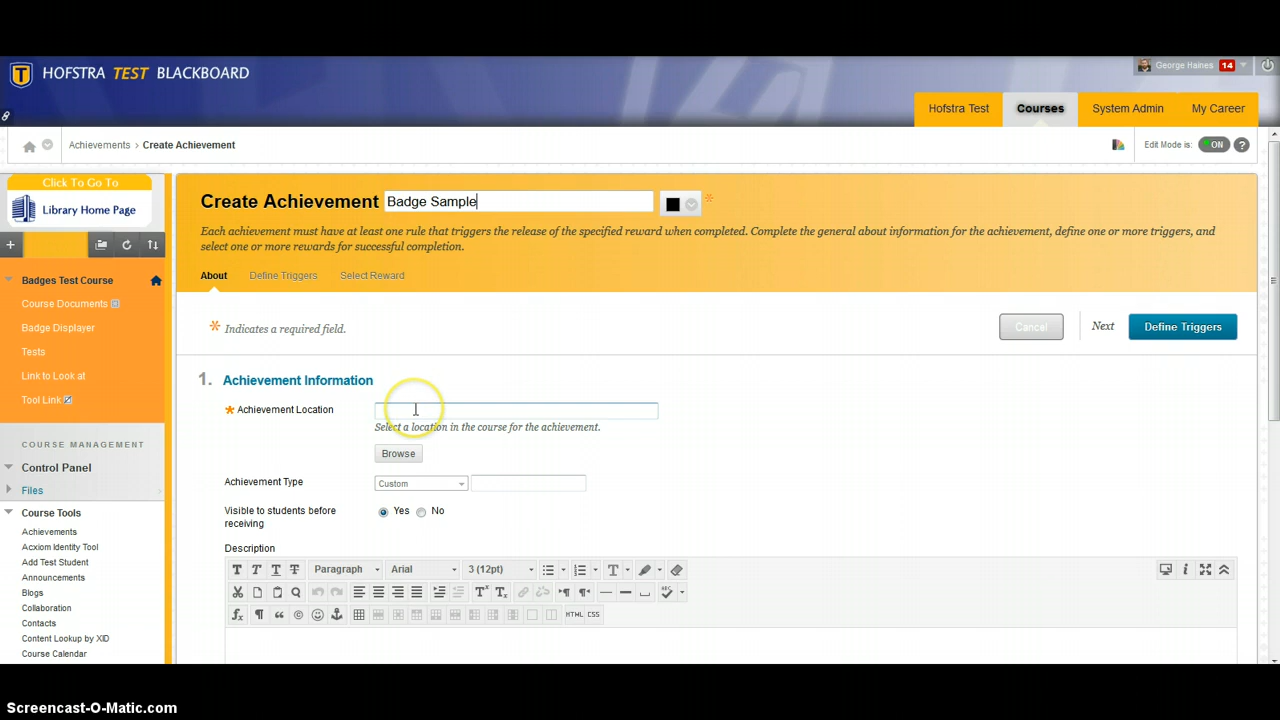 HOFSTRA TEST BLACKBOARD
George Haines 14
Hofstra Test
Courses
System Admin
My Career
Achievements > Create Achievement
Edit Mode is: ON ?
Click To Go To
Library Home Page
Create Achievement Badge Sample
Each achievement must have at least one rule that triggers the release of the specified reward when completed. Complete the general about information for the achievement, define one or more triggers, and
select one or more rewards for successful completion.
About Define Triggers Select Reward
Badges Test Course
Course Documents
Badge Displayer
Tests
Link to Look at
Tool Link
* Indicates a required field.
Cancel Next Define Triggers
1. Achievement Information
* Achievement Location
Select a location in the course for the achievement.
Browse
Achievement Type Custom
Visible to students before
receiving
Yes No
Description
Paragraph Arial 3 (12pt)
HTML CSS
COURSE MANAGEMENT
Control Panel
Files
Course Tools
Achievements
Acxiom Identity Tool
Add Test Student
Announcements
Blogs
Collaboration
Contacts
Content Lookup by XID
Course Calendar
Screencast-O-Matic.com